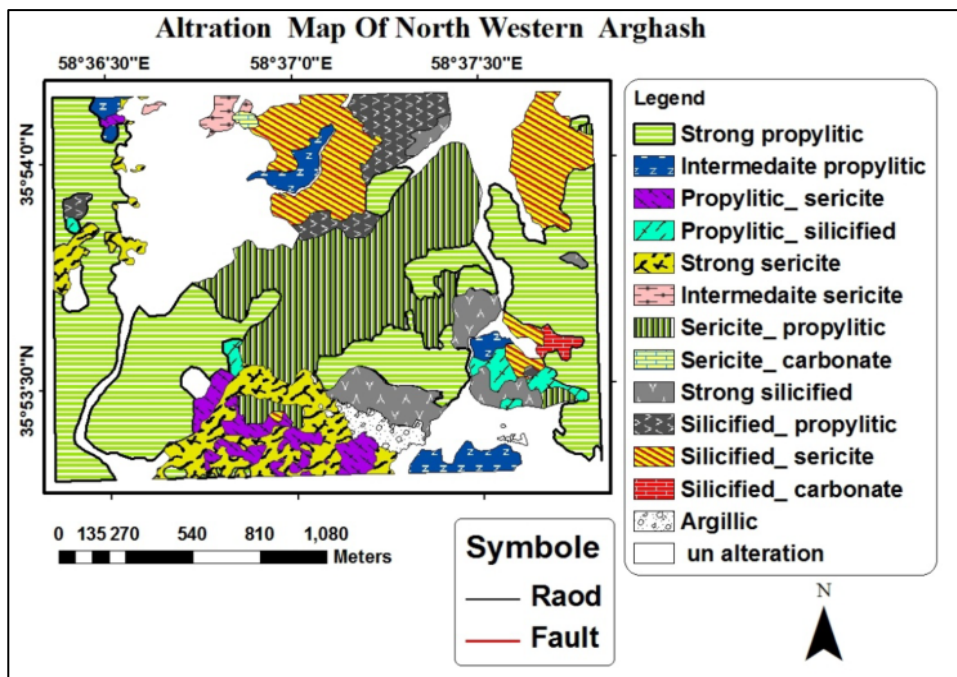 Altration Map Of North Western Arghash
58°36'30"E 58°37'0"E 58°37'30"E
35°54'0"N
35°53'30"N
Legend
Strong propylitic
Intermedaite propylitic
Propylitic_ sericite
Propylitic_ silicified
Strong sericite
Intermedaite sericite
Sericite_ propylitic
Sericite_ carbonate
Strong silicified
Silicified_ propylitic
Silicified_ sericite
Silicified_ carbonate
Argillic
un alteration
0 135 270 540 810 1,080
Meters
Symbole
Raod
Fault
N